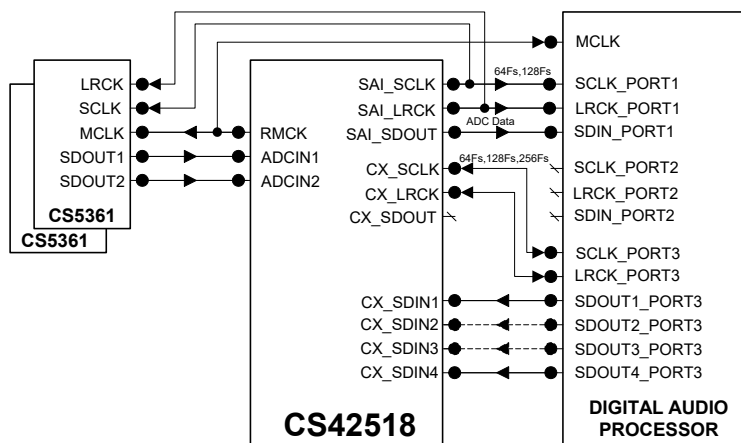 LRCK
SCLK
MCLK
SDOUT1
SDOUT2
CS5361
CS5361
RMCK
ADCIN1
ADCIN2
SAI_SCLK
SAI_LRCK
SAI_SDOUT
CX_SCLK
CX_LRCK
CX_SDOUT
CX_SDIN1
CX_SDIN2
CX_SDIN3
CX_SDIN4
CS42518
64Fs,128Fs
ADC Data
64Fs,128Fs,256Fs
MCLK
SCLK_PORT1
LRCK_PORT1
SDIN_PORT1
SCLK_PORT2
LRCK_PORT2
SDIN_PORT2
SCLK_PORT3
LRCK_PORT3
SDOUT1_PORT3
SDOUT2_PORT3
SDOUT3_PORT3
SDOUT4_PORT3
DIGITAL AUDIO
PROCESSOR